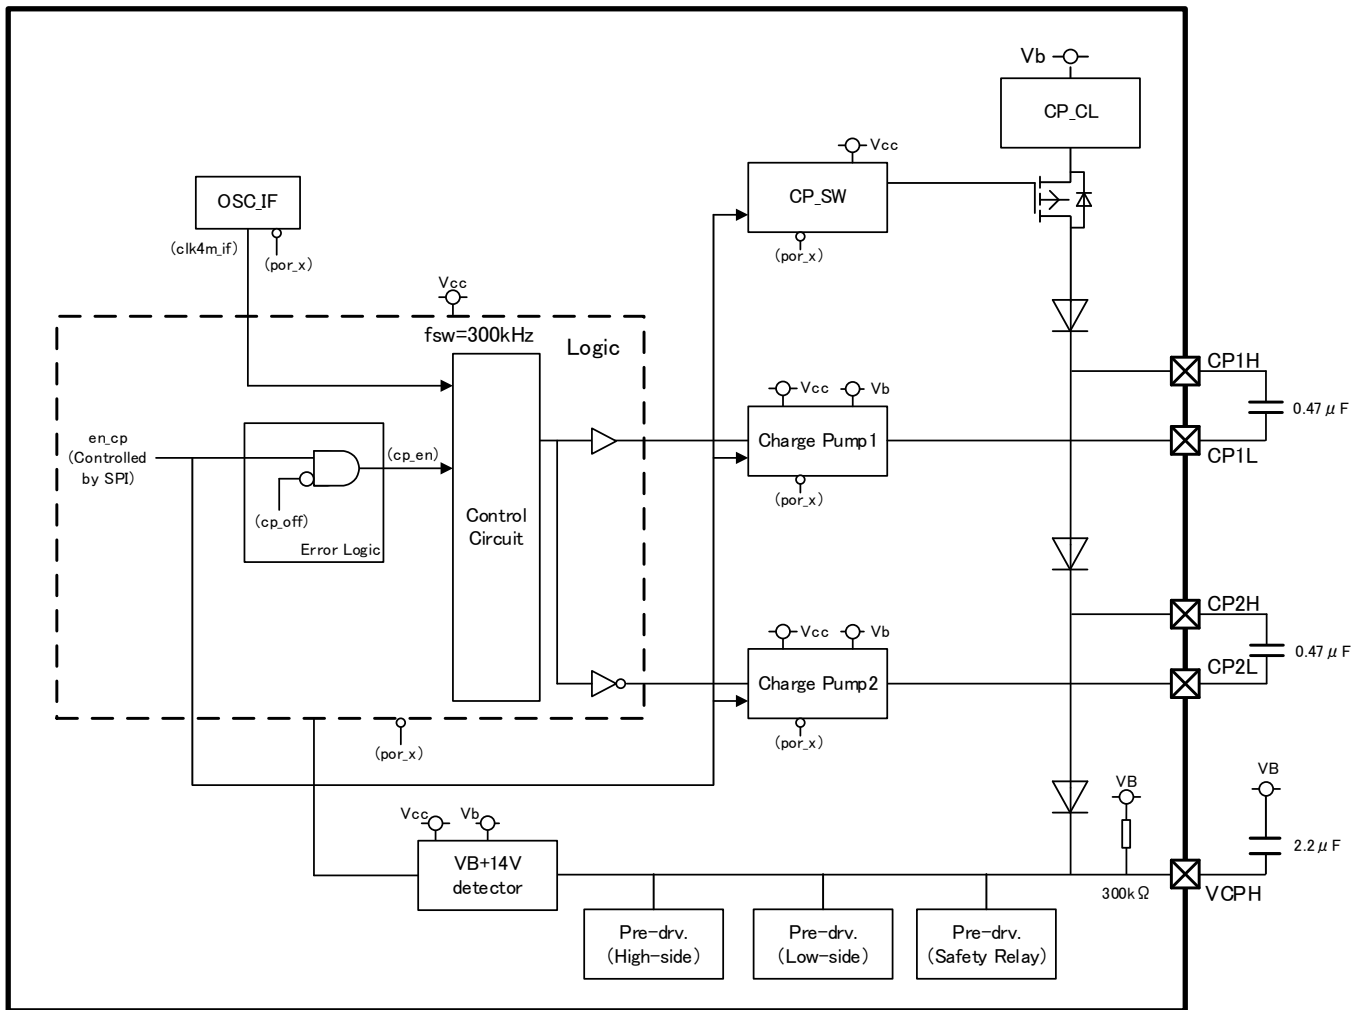 Vb
CP_CL
Vcc
CP_SW
(por_x)
OSC_IF
(clk4m_if)
(por_x)
Vcc
fsw=300kHz
Logic
CP1H
0.47μF
CP1L
Vcc
Vb
Charge Pump1
(por_x)
en_cp
(Controlled
by SPI)
(cp_en)
(cp_off)
Error Logic
Control
Circuit
CP2H
0.47μF
CP2L
Vcc
Vb
Charge Pump2
(por_x)
(por_x)
VB
VB
2.2μF
300kΩ
VCPH
Vcc
Vb
VB+14V
detector
Pre-drv.
(High-side)
Pre-drv.
(Low-side)
Pre-drv.
(Safety Relay)